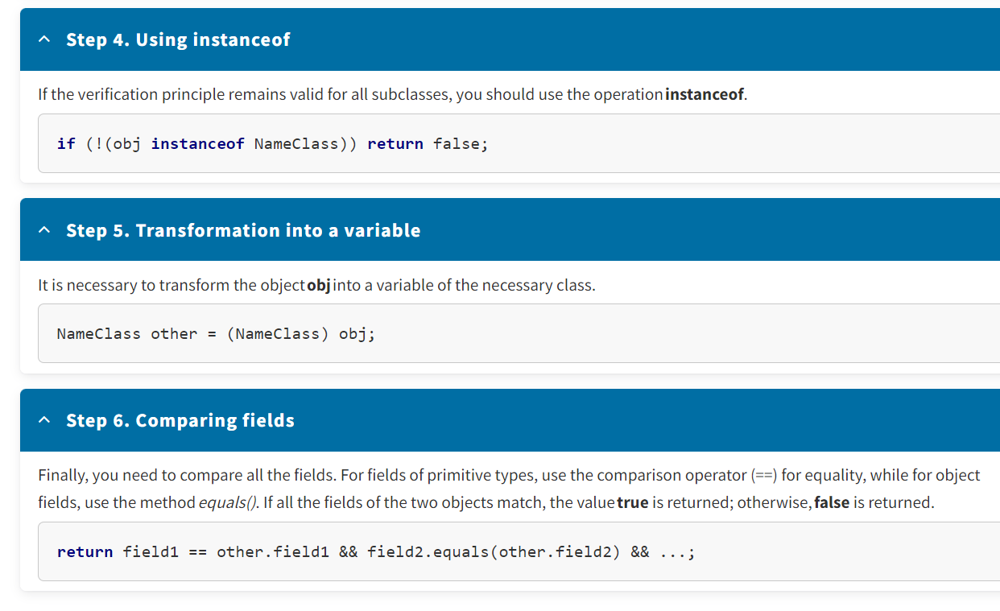 Step 4. Using instanceof
If the verification principle remains valid for all subclasses, you should use the operation instanceof.
if (!(obj instanceof NameClass)) return false;
Step 5. Transformation into a variable
It is necessary to transform the object obj into a variable of the necessary class.
NameClass other = (NameClass) obj;
Step 6. Comparing fields
Finally, you need to compare all the fields. For fields of primitive types, use the comparison operator (==) for equality, while for object
fields, use the method equals(). If all the fields of the two objects match, the value true is returned; otherwise, false is returned.
return field1 == other.field1 && field2.equals(other.field2) && ...;